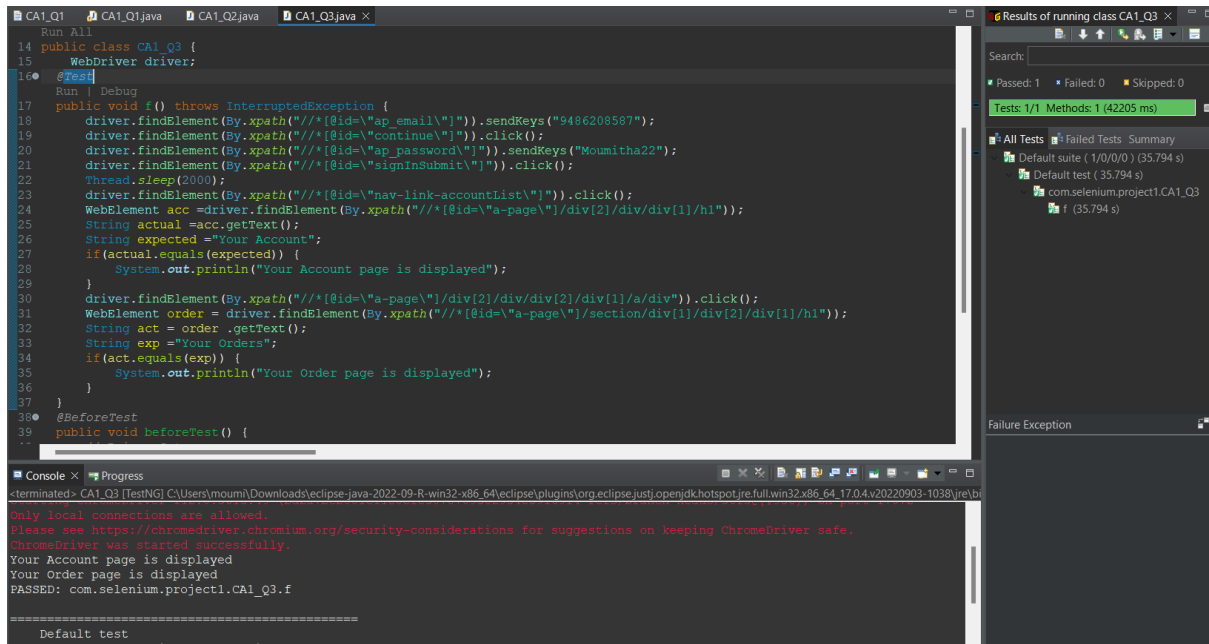 CA1_Q1 CA1_Q1.java CA1_Q2.java CA1_Q3.java
Run All
14 public class CA1_Q3 {
15 WebDriver driver;
16 @Test
Run | Debug
17 public void f() throws InterruptedException {
18 driver.findElement(By.xpath("//*[@id=\"ap_email\"]")).sendKeys("9486208587");
19 driver.findElement(By.xpath("//*[@id=\"continue\"]")).click();
20 driver.findElement(By.xpath("//*[@id=\"ap_password\"]")).sendKeys("Moumitha22");
21 driver.findElement(By.xpath("//*[@id=\"signInSubmit\"]")).click();
22 Thread.sleep(2000);
23 driver.findElement(By.xpath("//*[@id=\"nav-link-accountList\"]")).click();
24 WebElement acc =driver.findElement(By.xpath("//*[@id=\"a-page\"]/div[2]/div/div[1]/h1"));
25 String actual =acc.getText();
26 String expected ="Your Account";
27 if(actual.equals(expected)) {
28 System.out.println("Your Account page is displayed");
29 }
30 driver.findElement(By.xpath("//*[@id=\"a-page\"]/div[2]/div/div[2]/div[1]/a/div")).click();
31 WebElement order = driver.findElement(By.xpath("//*[@id=\"a-page\"]/section/div[1]/div[2]/div[1]/h1"));
32 String act = order .getText();
33 String exp ="Your Orders";
34 if(act.equals(exp)) {
35 System.out.println("Your Order page is displayed");
36 }
37 }
38 @BeforeTest
39 public void beforeTest() {
Console Progress
<terminated> CA1_Q3 [TestNG] C:\Users\moumi\Downloads\eclipse-java-2022-09-R-win32-x86_64\eclipse\plugins\org.eclipse.justj.openjdk.hotspot.jre.full.win32.x86_64_17.0.4.v20220903-1038\jre\bi
Only local connections are allowed.
Please see https://chromedriver.chromium.org/security-considerations for suggestions on keeping ChromeDriver safe.
ChromeDriver was started successfully.
Your Account page is displayed
Your Order page is displayed
PASSED: com.selenium.project1.CA1_Q3.f
===============================================
Default test
Results of running class CA1_Q3
Search:
Passed: 1 Failed: 0 Skipped: 0
Tests: 1/1 Methods: 1 (42205 ms)
All Tests Failed Tests Summary
Default suite ( 1/0/0/0 ) (35.794 s)
Default test ( 35.794 s)
com.selenium.project1.CA1_Q3
f (35.794 s)
Failure Exception